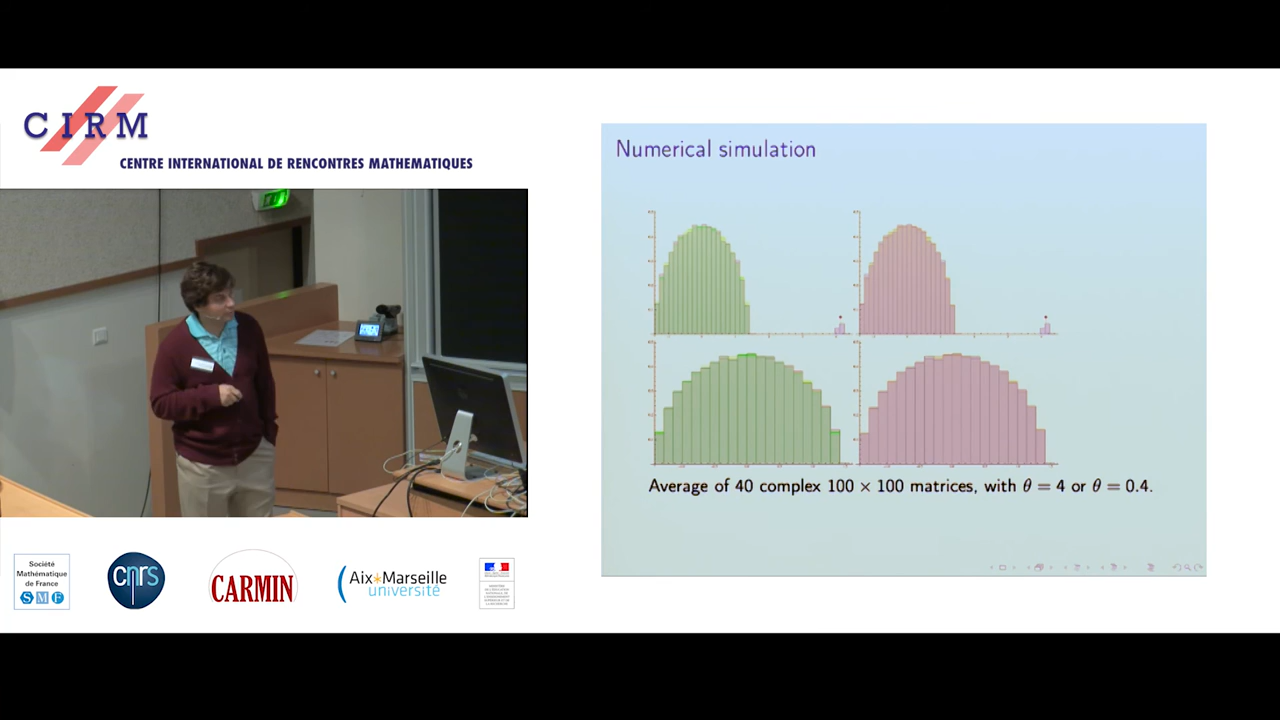 CIRM
CENTRE INTERNATIONAL DE RENCONTRES MATHEMATIQUES
Numerical simulation
Average of 40 complex 100 × 100 matrices, with θ = 4 or θ = 0.4.
Société
Mathématique
de France
SMF
cnrs
CARMIN
Aix*Marseille
université